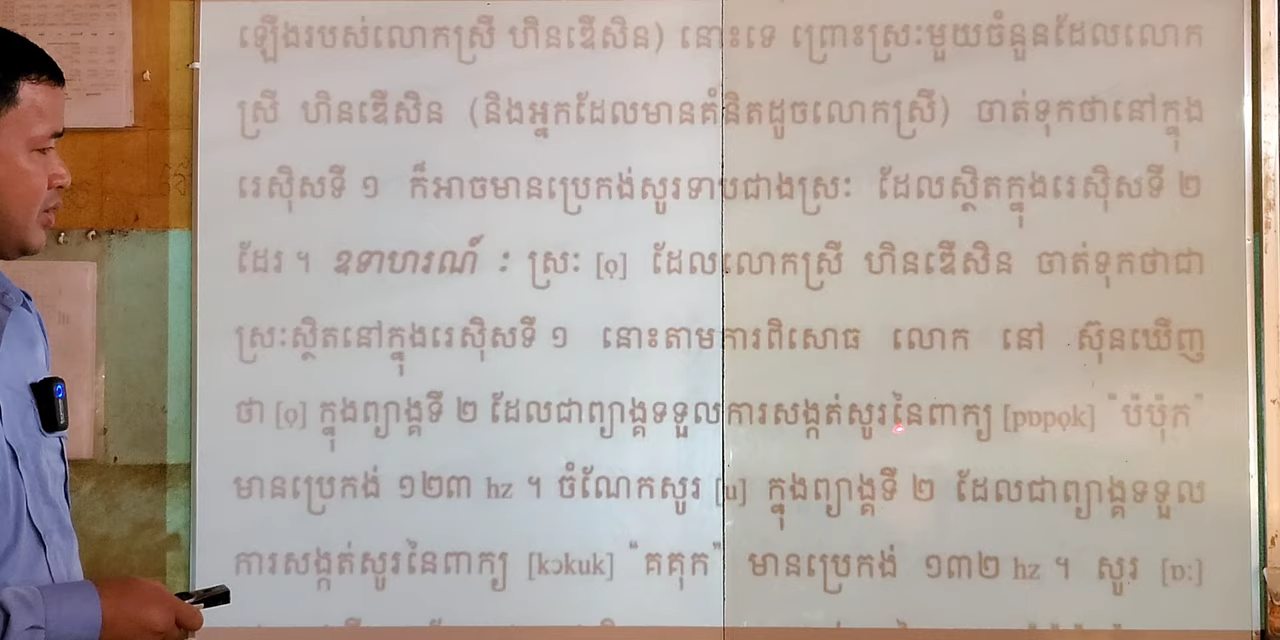 ឡើងរបស់លោកស្រី ហិនឌើសិន) នោះទេ ព្រោះស្រៈមួយចំនួនដែលលោក
ស្រី ហិនឌើសិន (និងអ្នកដែលមានគំនិតដូចលោកស្រី) ចាត់ទុកថានៅក្នុង
រេស៊ិសទី ១ ក៏អាចមានប្រេកង់សូរទាបជាងស្រៈ ដែលស្ថិតក្នុងរេស៊ិសទី ២
ដែរ ។ ឧទាហរណ៍ : ស្រៈ [ọ] ដែលលោកស្រី ហិនឌើសិន ចាត់ទុកថាជា
ស្រៈស្ថិតនៅក្នុងរេស៊ិសទី ១ នោះតាមការពិសោធ លោក នៅ ស៊ុនឃើញ
ថា [ọ] ក្នុងព្យាង្គទី ២ ដែលជាព្យាង្គទទួលការសង្កត់សូរនៃពាក្យ [pɒpọk] "ប៉ប៉ុក"
មានប្រេកង់ ១២៣ hz ។ ចំណែកសូរ [u] ក្នុងព្យាង្គទី ២ ដែលជាព្យាង្គទទួល
ការសង្កត់សូរនៃពាក្យ [kɔkuk] "គគុក" មានប្រេកង់ ១៣២ hz ។ សូរ [ɒ:]